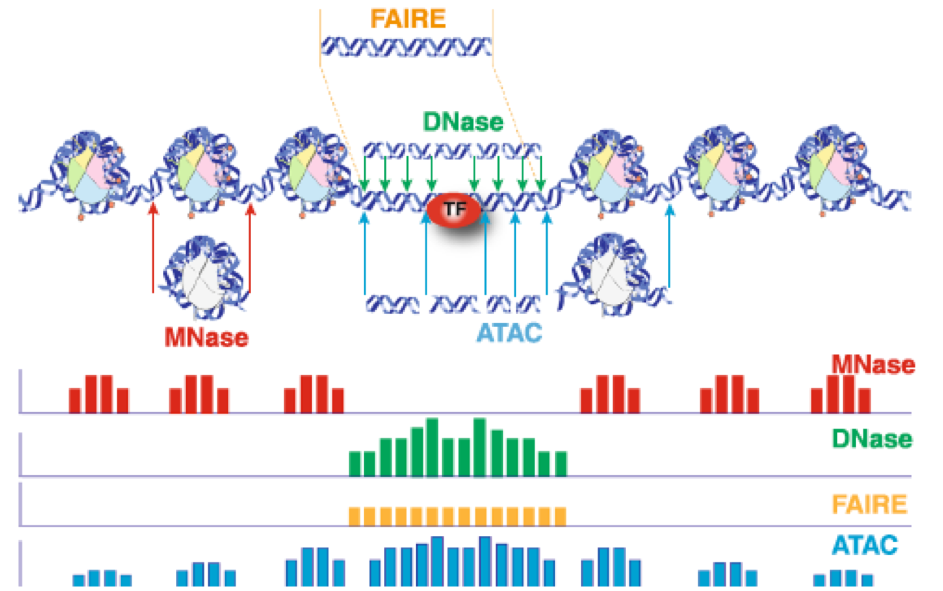 FAIRE
DNase
TF
MNase
ATAC
MNase
DNase
FAIRE
ATAC